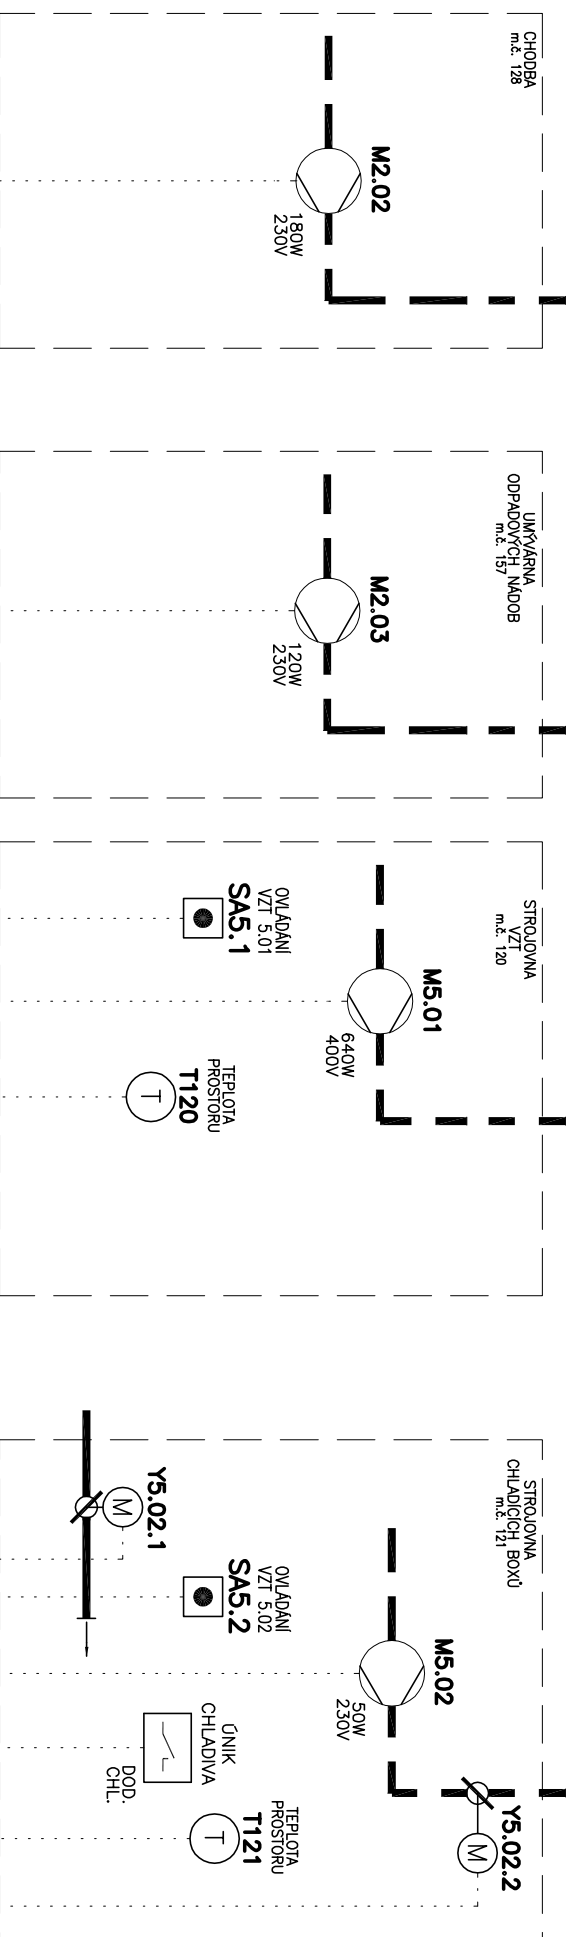 CHODBA
m.č. 128
M2.02
180W
230V
UMÝVÁRNA
ODPADOVÝCH NÁDOB
m.č. 157
M2.03
120W
230V
STROJOVNA
VZT
m.č. 120
M5.01
640W
400V
OVLÁDÁNÍ
VZT 5.01
SA5.1
TEPLOTA
PROSTORU
T120
T
STROJOVNA
CHLADÍCÍCH BOXŮ
m.č. 121
M5.02
50W
230V
Y5.02.2
M
Y5.02.1
M
OVLÁDÁNÍ
VZT 5.02
SA5.2
ÚNIK
CHLADIVA
DOD.
CHL.
TEPLOTA
PROSTORU
T121
T